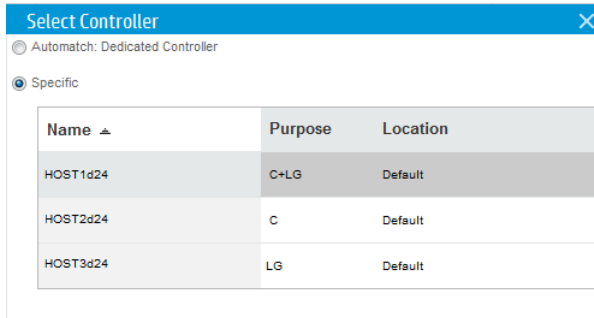 Select Controller
Automatch: Dedicated Controller
Specific
Name Purpose Location
HOST1d24 C+LG Default
HOST2d24 C Default
HOST3d24 LG Default